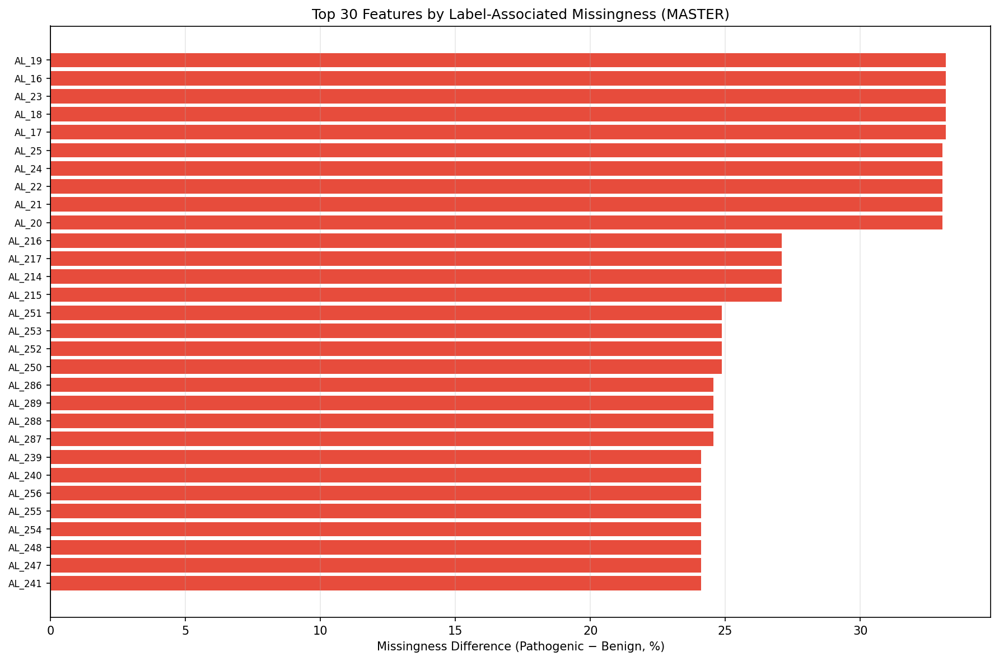 Top 30 Features by Label-Associated Missingness (MASTER)
AL_19
AL_16
AL_23
AL_18
AL_17
AL_25
AL_24
AL_22
AL_21
AL_20
AL_216
AL_217
AL_214
AL_215
AL_251
AL_253
AL_252
AL_250
AL_286
AL_289
AL_288
AL_287
AL_239
AL_240
AL_256
AL_255
AL_254
AL_248
AL_247
AL_241
0 5 10 15 20 25 30
Missingness Difference (Pathogenic − Benign, %)